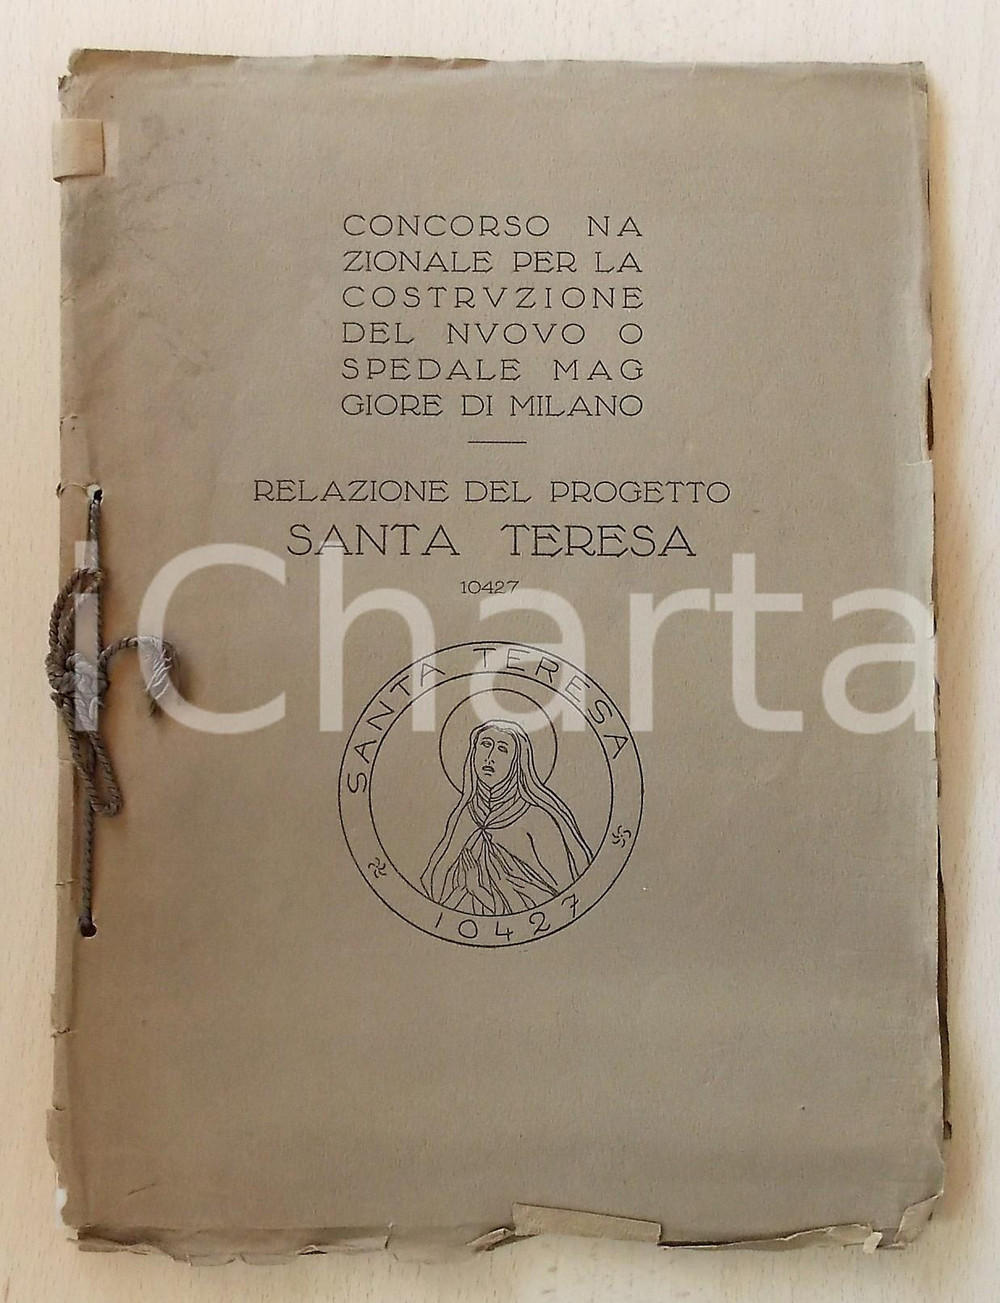 CONCORSO NA
ZIONALE PER LA
COSTRVZIONE
DEL NVOVO O
SPEDALE MAG
GIORE DI MILANO
RELAZIONE DEL PROGETTO
SANTA TERESA
10427
iCharta
SANTA TERESA
10427